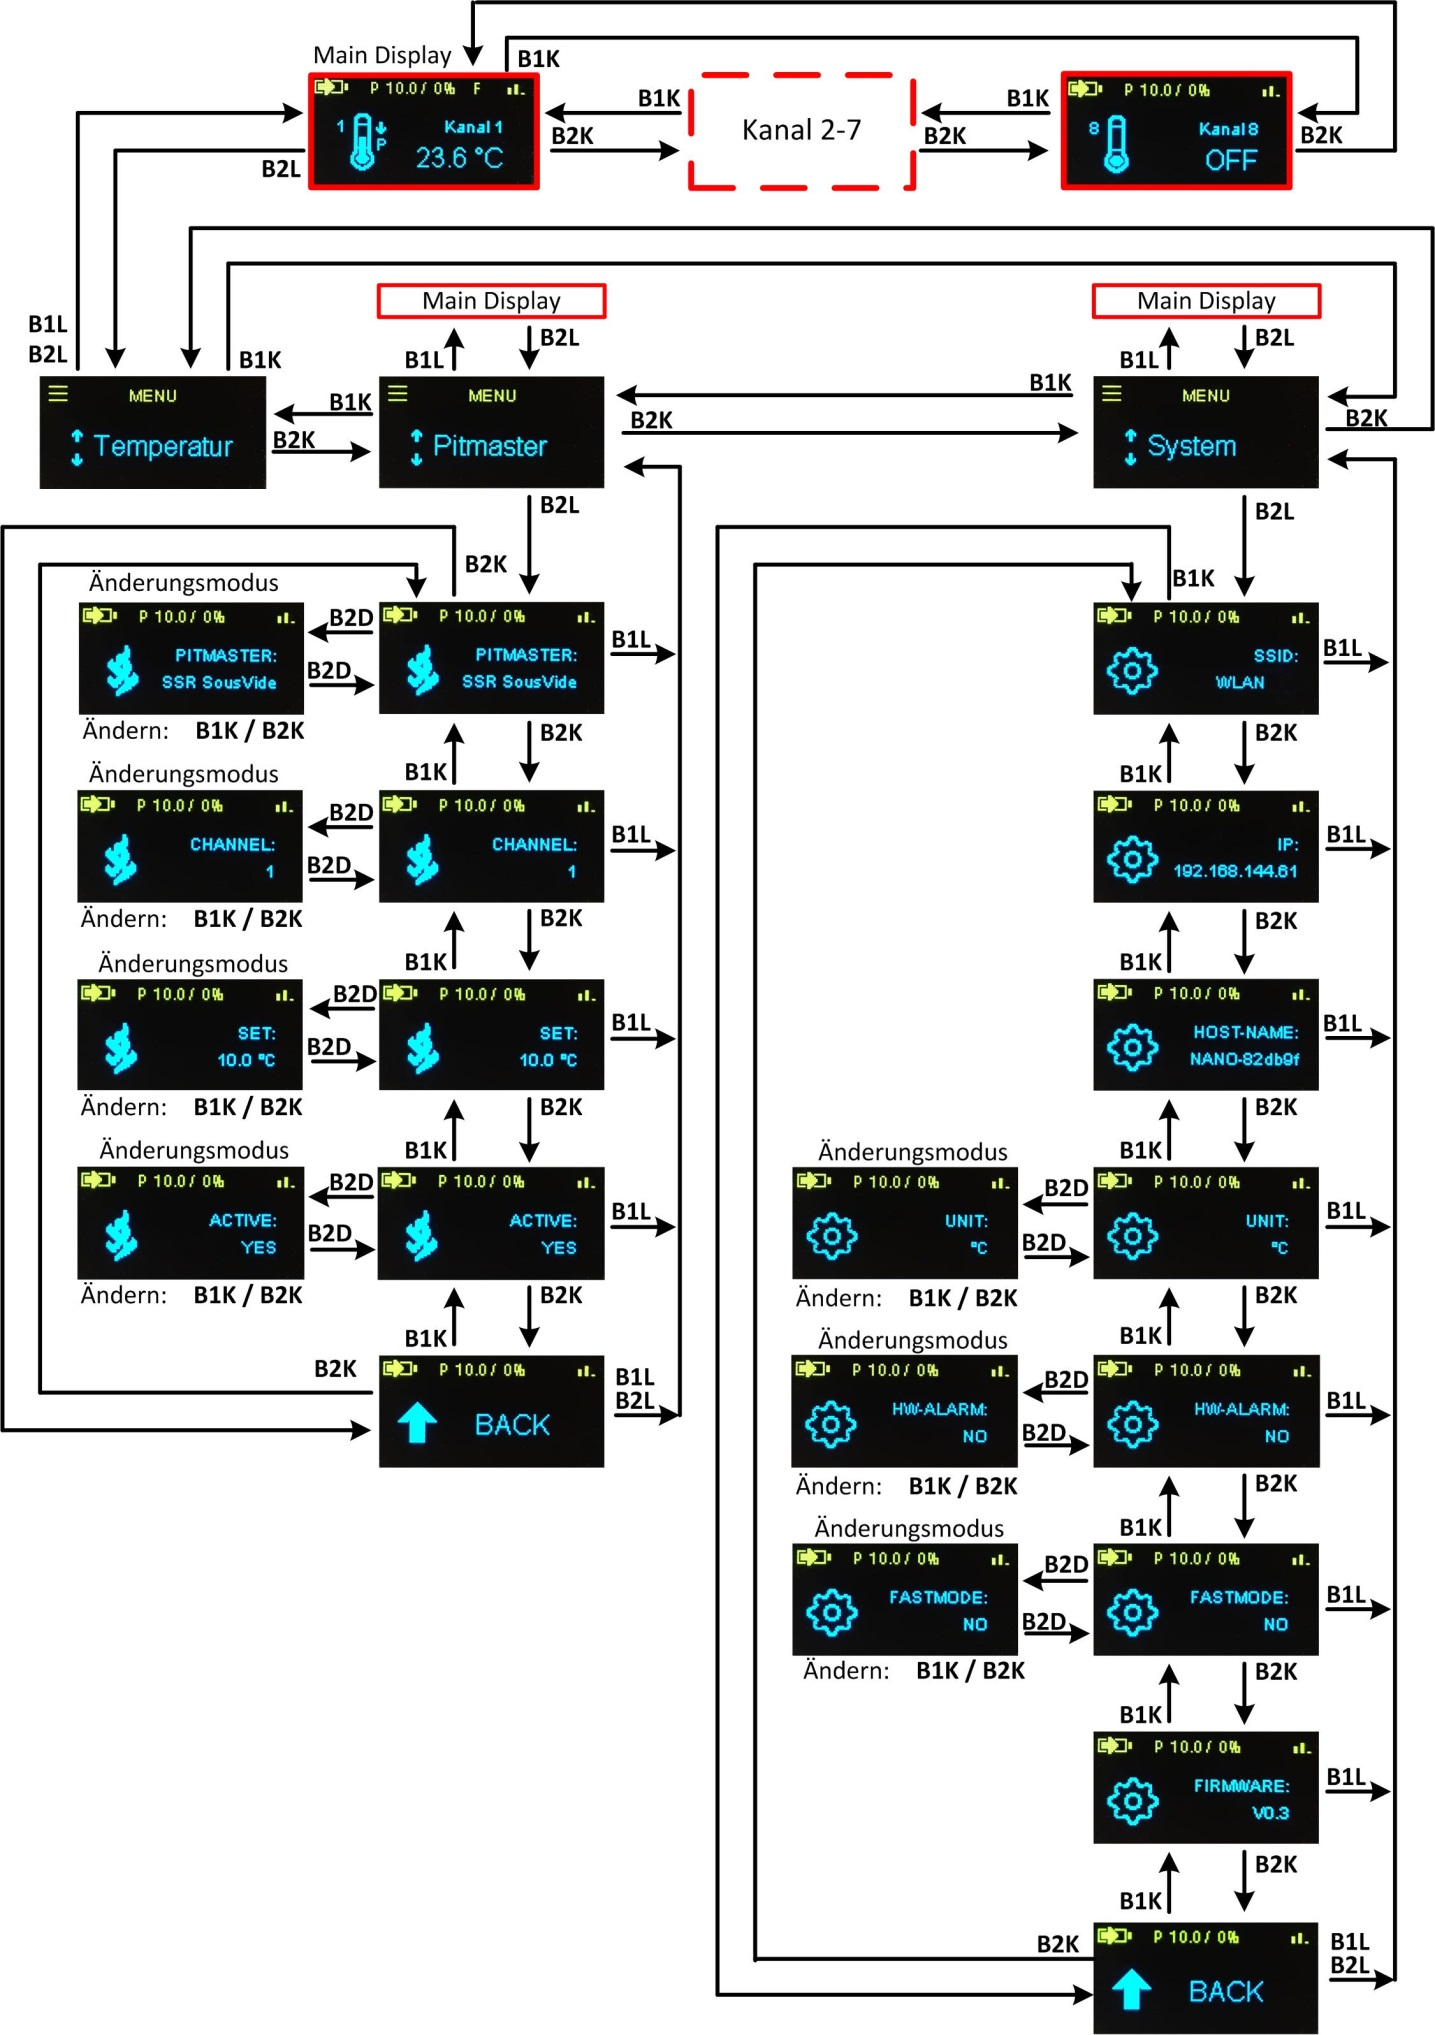 Main Display
B1K
P 10.0 / 0% F
1 Kanal 1
P 23.6 °C
B1K
B2K
Kanal 2-7
B1K
B2K
P 10.0 / 0%
8 Kanal 8
OFF
B2K
B2L
B1L
B2L
B1K
Main Display
B1L B2L
Main Display
B1L B2L
MENU
Temperatur
B1K
B2K
MENU
Pitmaster
B1K
B2K
MENU
System
B2K
B2L
B2K
Änderungsmodus
P 10.0 / 0%
PITMASTER:
SSR SousVide
Ändern: B1K / B2K
B2D
B2D
P 10.0 / 0%
PITMASTER:
SSR SousVide
B1L
B1K B2K
Änderungsmodus
P 10.0 / 0%
CHANNEL:
1
Ändern: B1K / B2K
B2D
B2D
P 10.0 / 0%
CHANNEL:
1
B1L
B1K B2K
Änderungsmodus
P 10.0 / 0%
SET:
10.0 °C
Ändern: B1K / B2K
B2D
B2D
P 10.0 / 0%
SET:
10.0 °C
B1L
B1K B2K
Änderungsmodus
P 10.0 / 0%
ACTIVE:
YES
Ändern: B1K / B2K
B2D
B2D
P 10.0 / 0%
ACTIVE:
YES
B1L
B1K B2K
B2K
P 10.0 / 0%
BACK
B1L
B2L
B2L
B1K
P 10.0 / 0%
SSID:
WLAN
B1L
B1K B2K
P 10.0 / 0%
IP:
192.168.144.61
B1L
B1K B2K
P 10.0 / 0%
HOST-NAME:
NANO-82db9f
B1L
B1K B2K
Änderungsmodus
P 10.0 / 0%
UNIT:
°C
Ändern: B1K / B2K
B2D
B2D
P 10.0 / 0%
UNIT:
°C
B1L
B1K B2K
Änderungsmodus
P 10.0 / 0%
HW-ALARM:
NO
Ändern: B1K / B2K
B2D
B2D
P 10.0 / 0%
HW-ALARM:
NO
B1L
B1K B2K
Änderungsmodus
P 10.0 / 0%
FASTMODE:
NO
Ändern: B1K / B2K
B2D
B2D
P 10.0 / 0%
FASTMODE:
NO
B1L
B1K B2K
P 10.0 / 0%
FIRMWARE:
V0.3
B1L
B1K B2K
B2K
P 10.0 / 0%
BACK
B1L
B2L